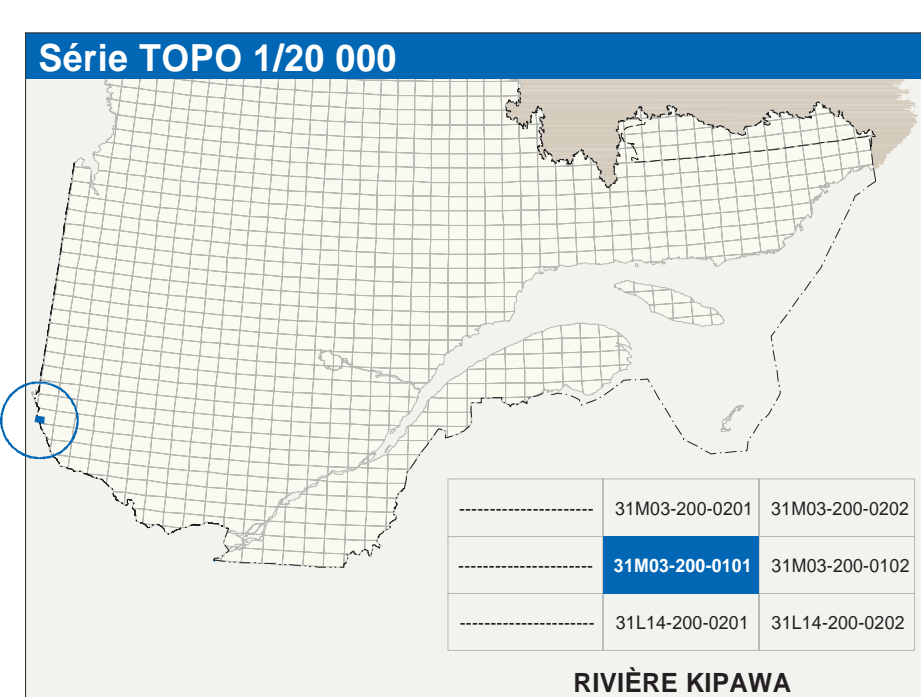 Série TOPO 1/20 000
31M03-200-0201 31M03-200-0202
31M03-200-0101 31M03-200-0102
31L14-200-0201 31L14-200-0202
RIVIÈRE KIPAWA